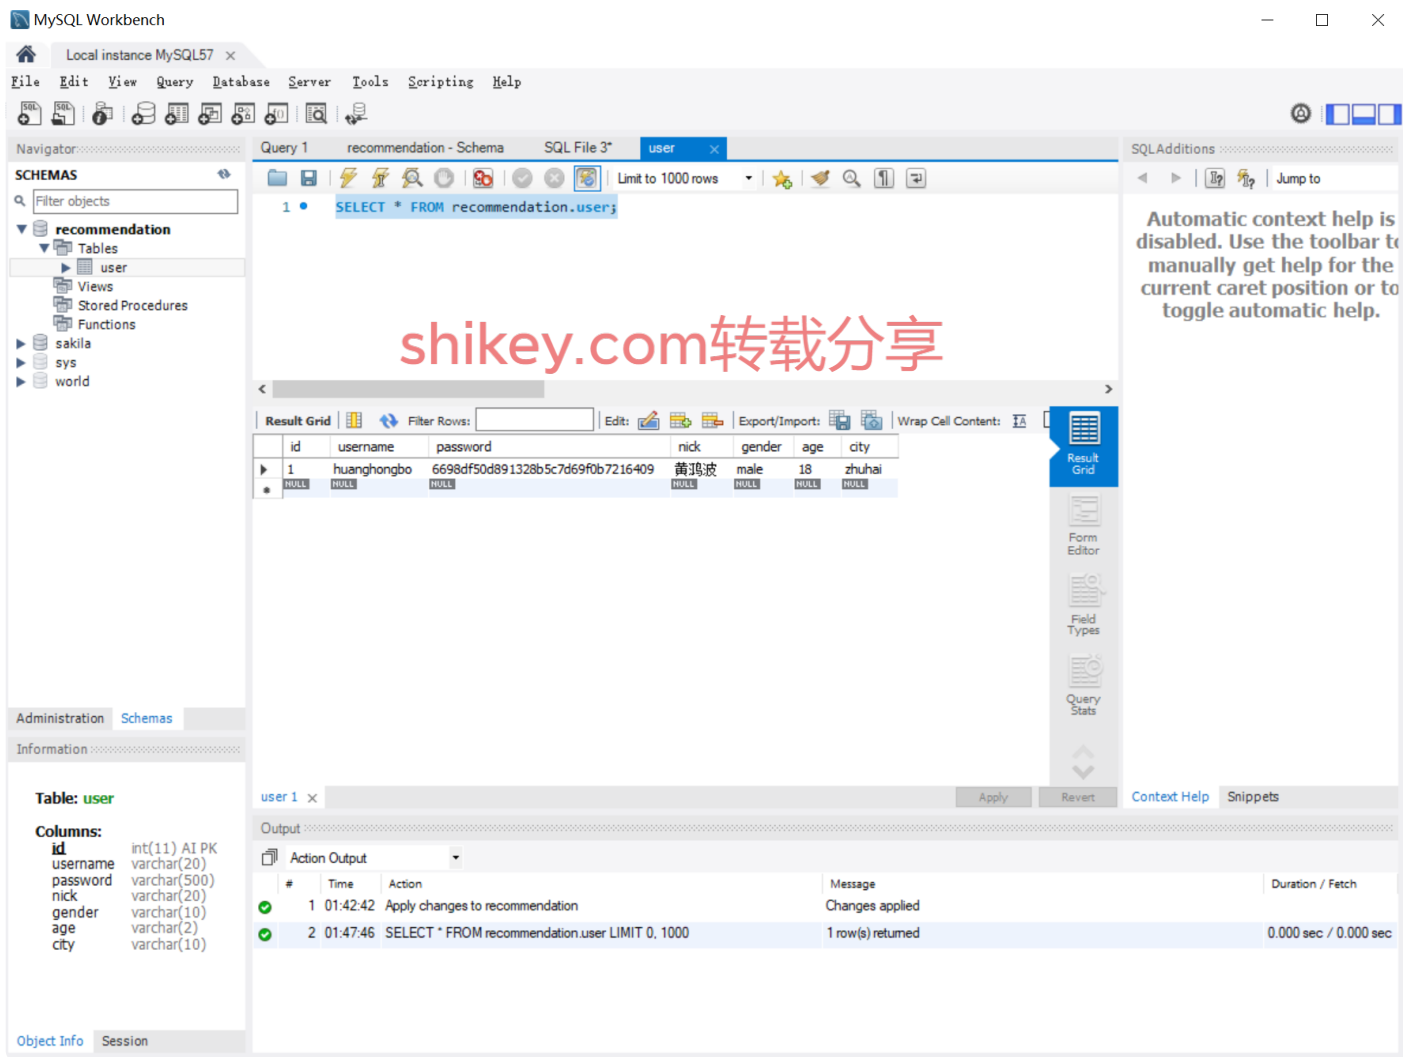 MySQL Workbench
Local instance MySQL57
File Edit View Query Database Server Tools Scripting Help
Navigator
SCHEMAS
Filter objects
recommendation
Tables
user
Views
Stored Procedures
Functions
sakila
sys
world
Administration Schemas
Information
Table: user
Columns:
id int(11) AI PK
username varchar(20)
password varchar(500)
nick varchar(20)
gender varchar(10)
age varchar(2)
city varchar(10)
Object Info Session
Query 1 recommendation - Schema SQL File 3* user
Limit to 1000 rows
1 SELECT * FROM recommendation.user;
shikey.com转载分享
Result Grid Filter Rows: Edit: Export/Import: Wrap Cell Content:
id username password nick gender age city
1 huanghongbo 6698df50d891328b5c7d69f0b7216409 黄鸿波 male 18 zhuhai
NULL NULL NULL NULL NULL NULL NULL
Result
Grid
Form
Editor
Field
Types
Query
Stats
user 1
Apply Revert
SQLAdditions
Jump to
Automatic context help is
disabled. Use the toolbar to
manually get help for the
current caret position or to
toggle automatic help.
Context Help Snippets
Output
Action Output
# Time Action Message Duration / Fetch
1 01:42:42 Apply changes to recommendation Changes applied
2 01:47:46 SELECT * FROM recommendation.user LIMIT 0, 1000 1 row(s) returned 0.000 sec / 0.000 sec